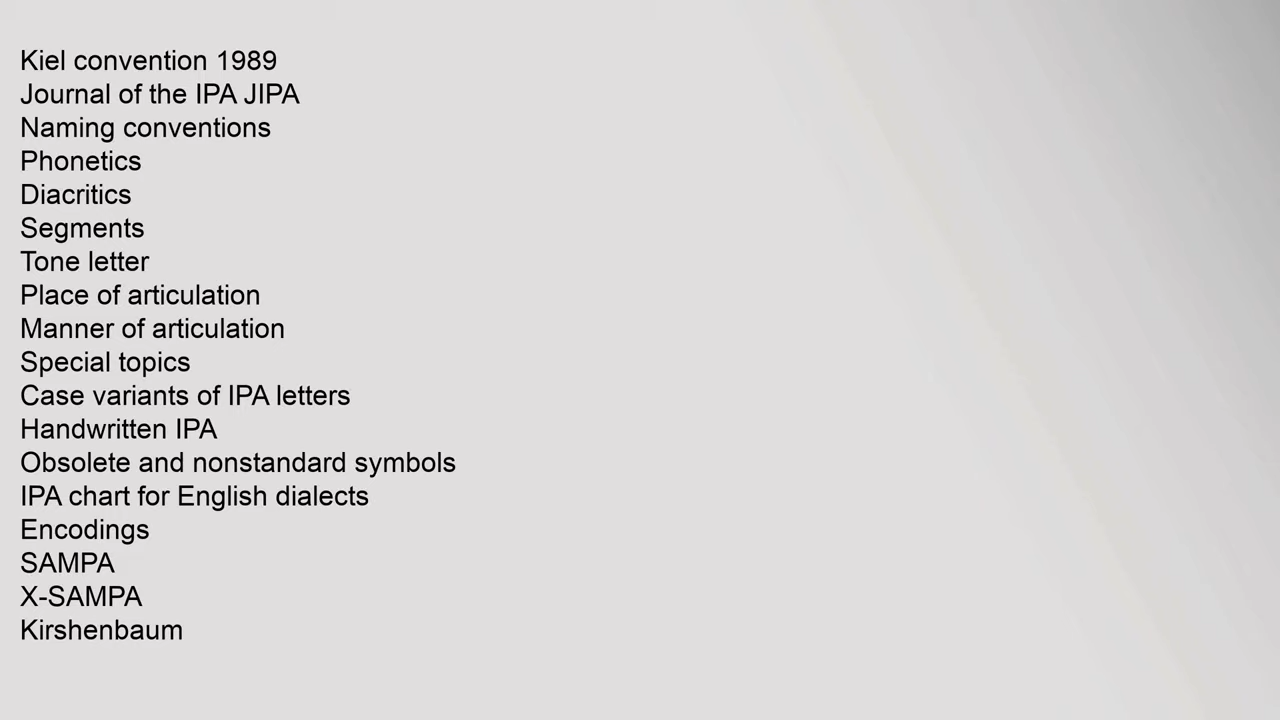 Kiel convention 1989
Journal of the IPA JIPA
Naming conventions
Phonetics
Diacritics
Segments
Tone letter
Place of articulation
Manner of articulation
Special topics
Case variants of IPA letters
Handwritten IPA
Obsolete and nonstandard symbols
IPA chart for English dialects
Encodings
SAMPA
X-SAMPA
Kirshenbaum